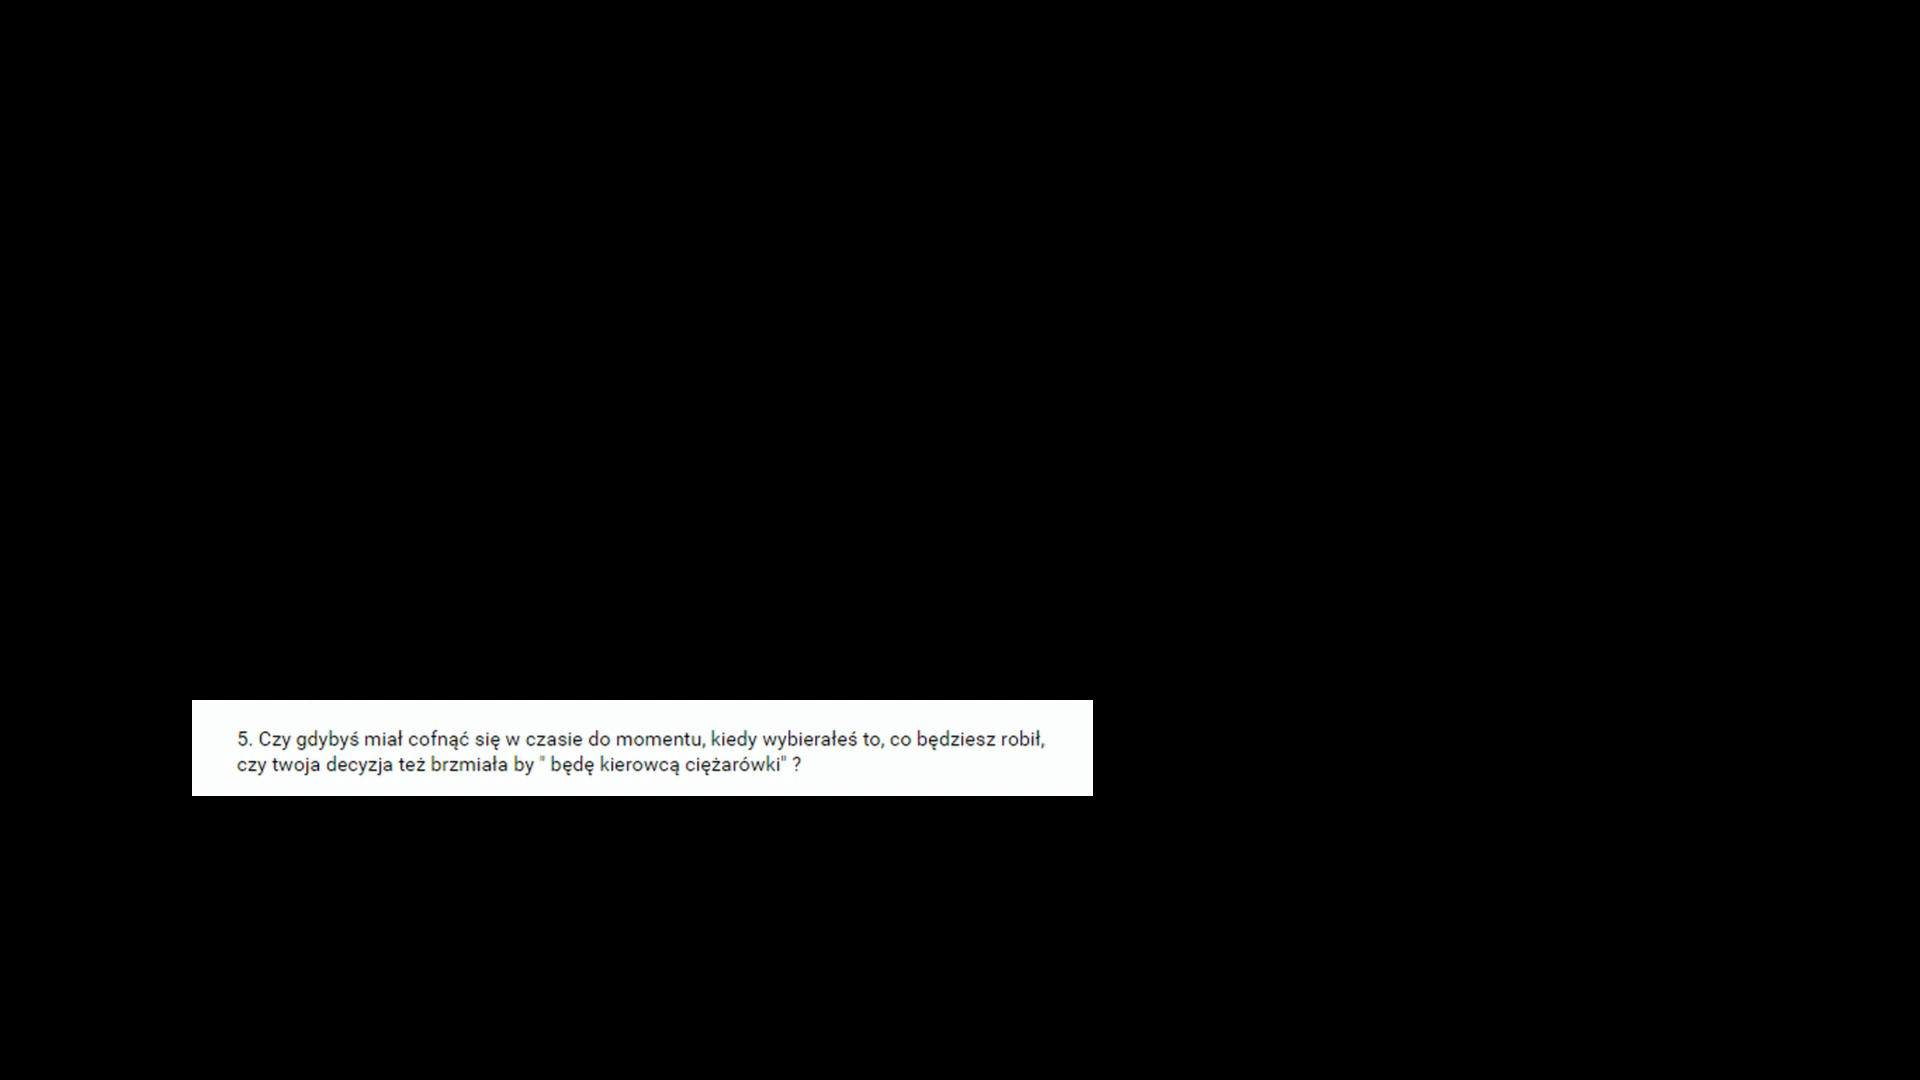 5. Czy gdybyś miał cofnąć się w czasie do momentu, kiedy wybierałeś to, co będziesz robił,
czy twoja decyzja też brzmiała by " będę kierowcą ciężarówki" ?